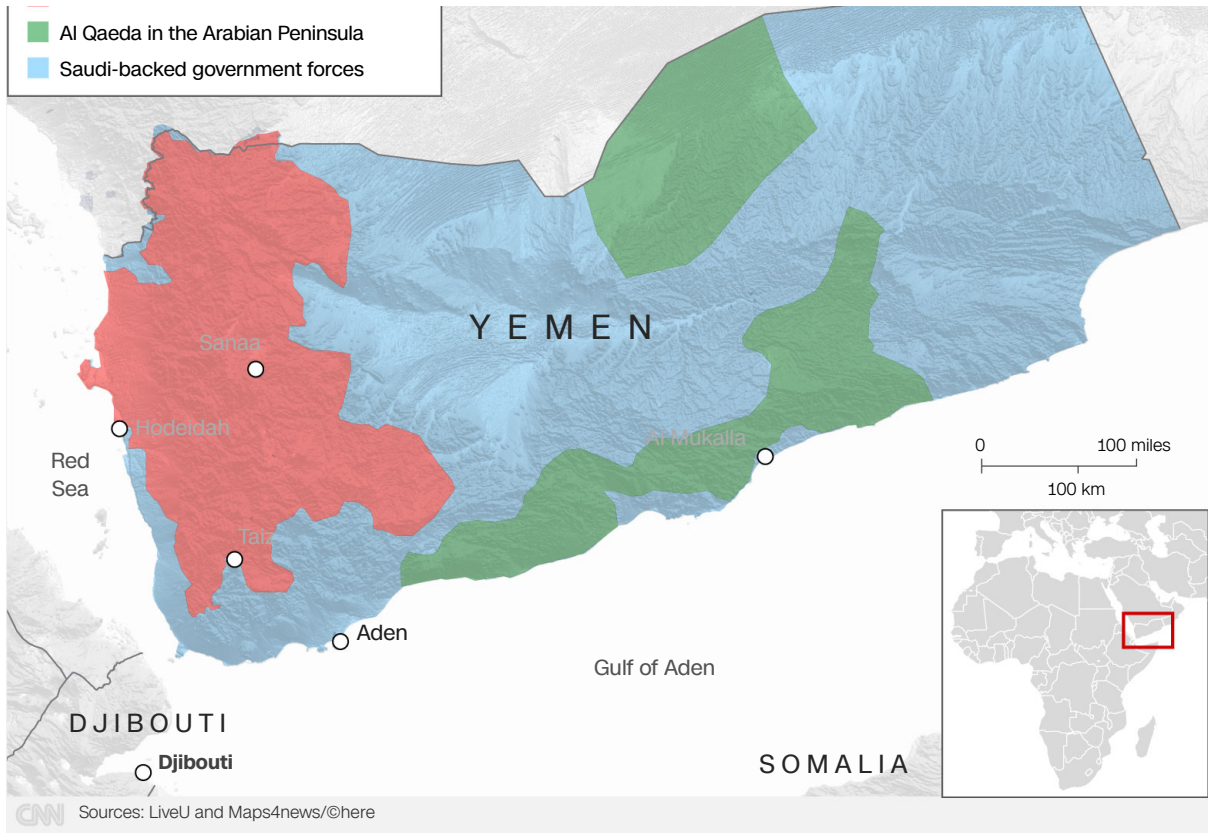 Al Qaeda in the Arabian Peninsula
Saudi-backed government forces
YEMEN
Sanaa
Hodeidah
Al Mukalla
Red
Sea
0 100 miles
100 km
Taiz
Aden
Gulf of Aden
DJIBOUTI
Djibouti
SOMALIA
CNN Sources: LiveU and Maps4news/©here